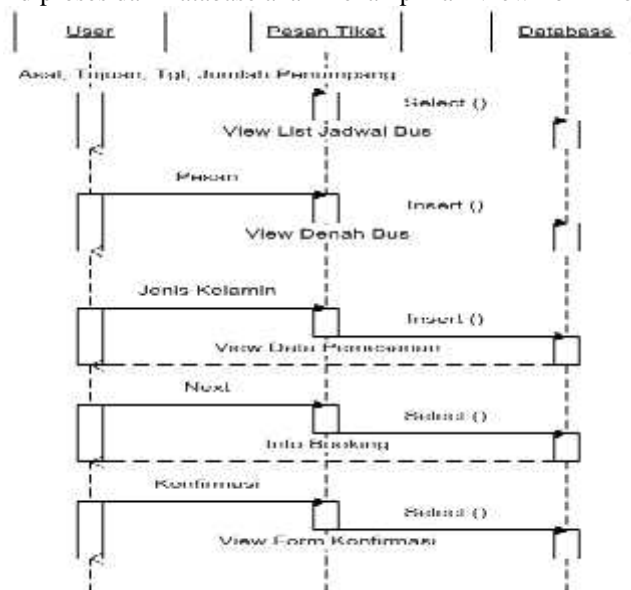 User
Pesan Tiket
Database
Asal, Tujuan, Tgl, Jumlah Penumpang
Select ()
View List Jadwal Bus
Pesan
Insert ()
View Denah Bus
Jenis Kelamin
Insert ()
View Data Pemesanan
Next
Select ()
Info Booking
Konfirmasi
Select ()
View Form Konfirmasi